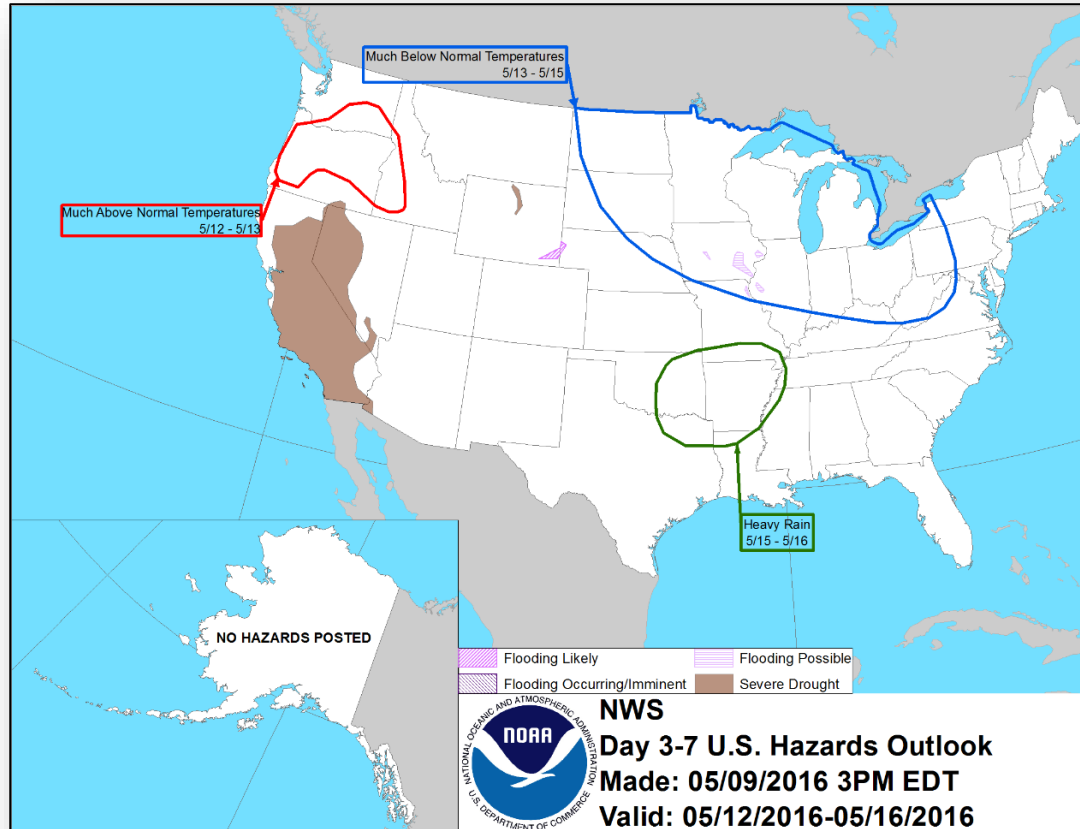 Much Below Normal Temperatures
5/13 - 5/15
Much Above Normal Temperatures
5/12 - 5/13
Heavy Rain
5/15 - 5/16
NO HAZARDS POSTED
Flooding Likely
Flooding Possible
Flooding Occurring/Imminent
Severe Drought
NATIONAL OCEANIC AND ATMOSPHERIC ADMINISTRATION
NOAA
U.S. DEPARTMENT OF COMMERCE
NWS
Day 3-7 U.S. Hazards Outlook
Made: 05/09/2016 3PM EDT
Valid: 05/12/2016-05/16/2016